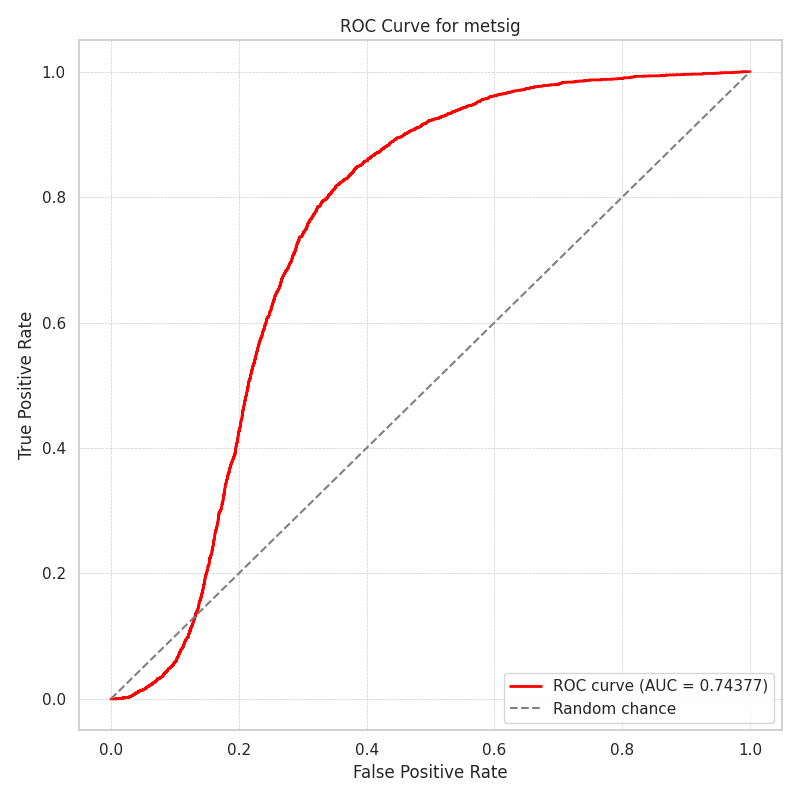 ROC Curve for metsig
True Positive Rate
1.0
0.8
0.6
0.4
0.2
0.0
ROC curve (AUC = 0.74377)
Random chance
0.0 0.2 0.4 0.6 0.8 1.0
False Positive Rate